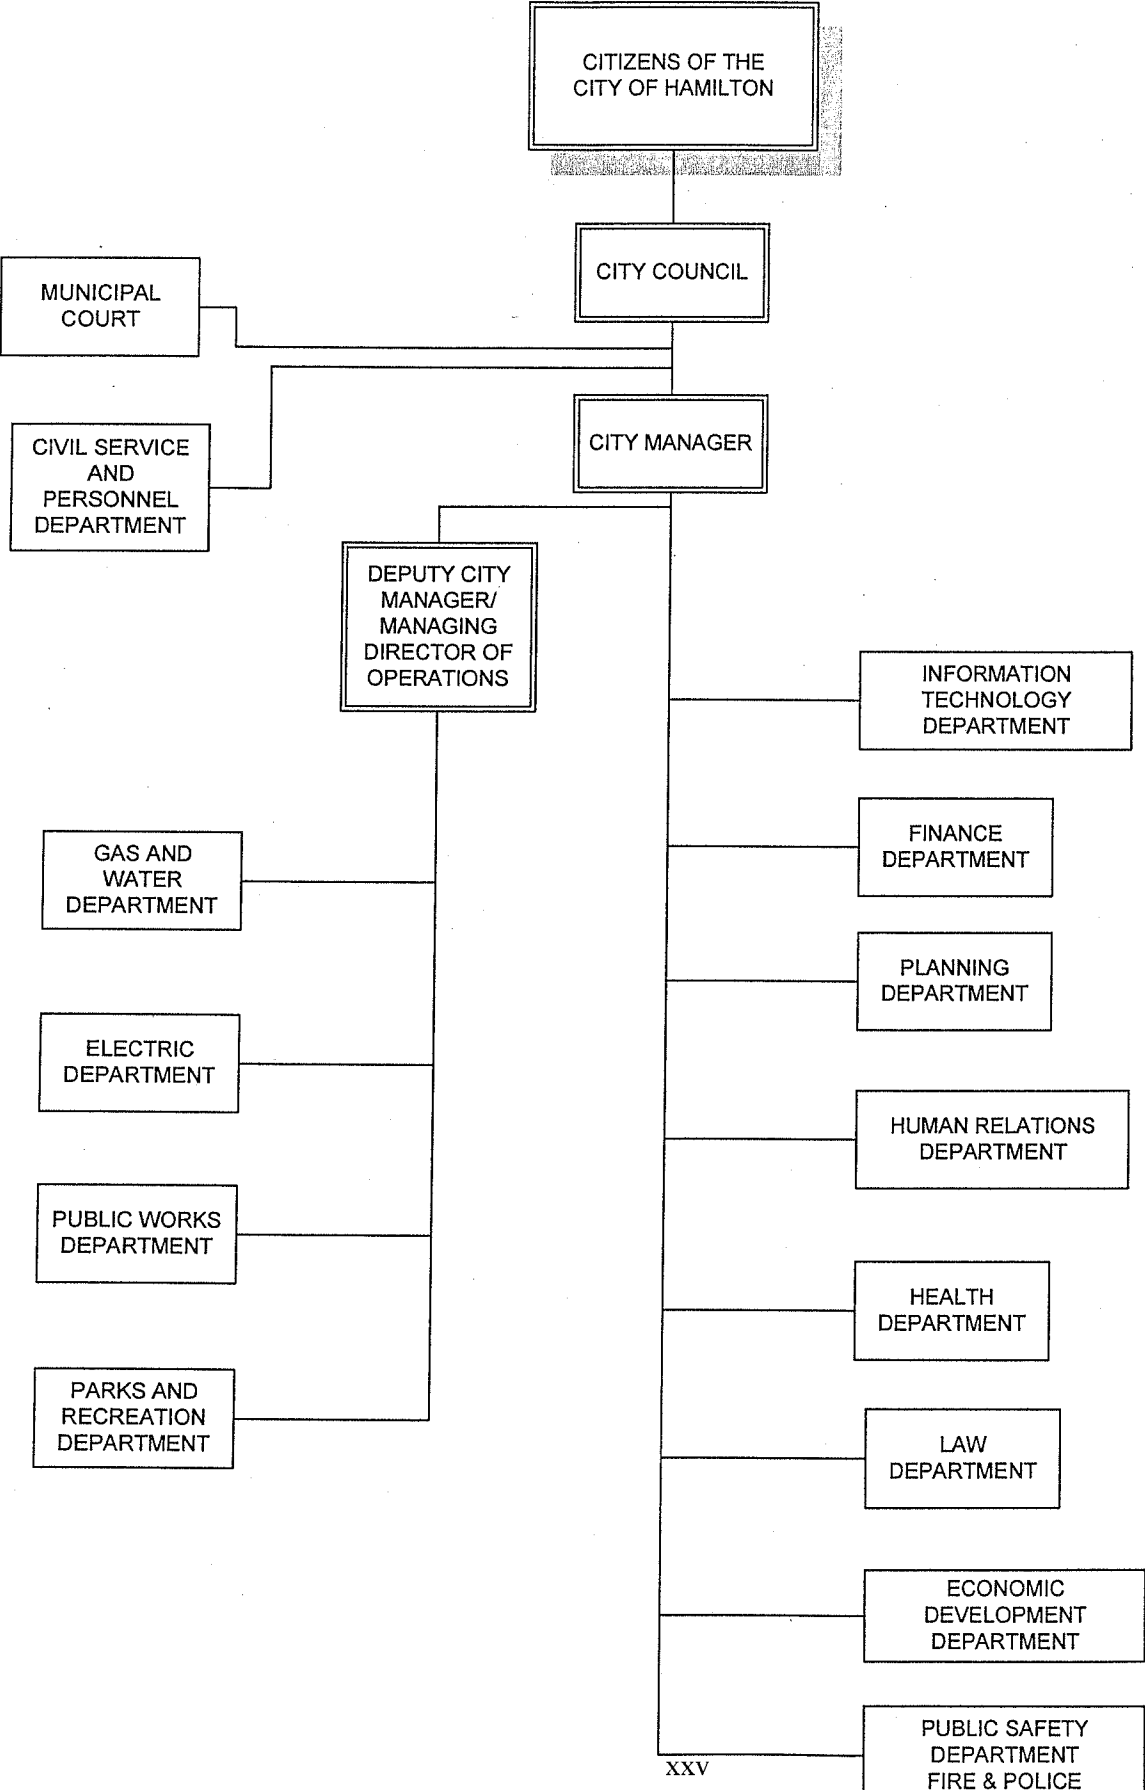 CITIZENS OF THE
CITY OF HAMILTON
CITY COUNCIL
MUNICIPAL
COURT
CITY MANAGER
CIVIL SERVICE
AND
PERSONNEL
DEPARTMENT
DEPUTY CITY
MANAGER/
MANAGING
DIRECTOR OF
OPERATIONS
INFORMATION
TECHNOLOGY
DEPARTMENT
FINANCE
DEPARTMENT
GAS AND
WATER
DEPARTMENT
PLANNING
DEPARTMENT
ELECTRIC
DEPARTMENT
HUMAN RELATIONS
DEPARTMENT
PUBLIC WORKS
DEPARTMENT
HEALTH
DEPARTMENT
PARKS AND
RECREATION
DEPARTMENT
LAW
DEPARTMENT
ECONOMIC
DEVELOPMENT
DEPARTMENT
PUBLIC SAFETY
DEPARTMENT
FIRE & POLICE
XXV